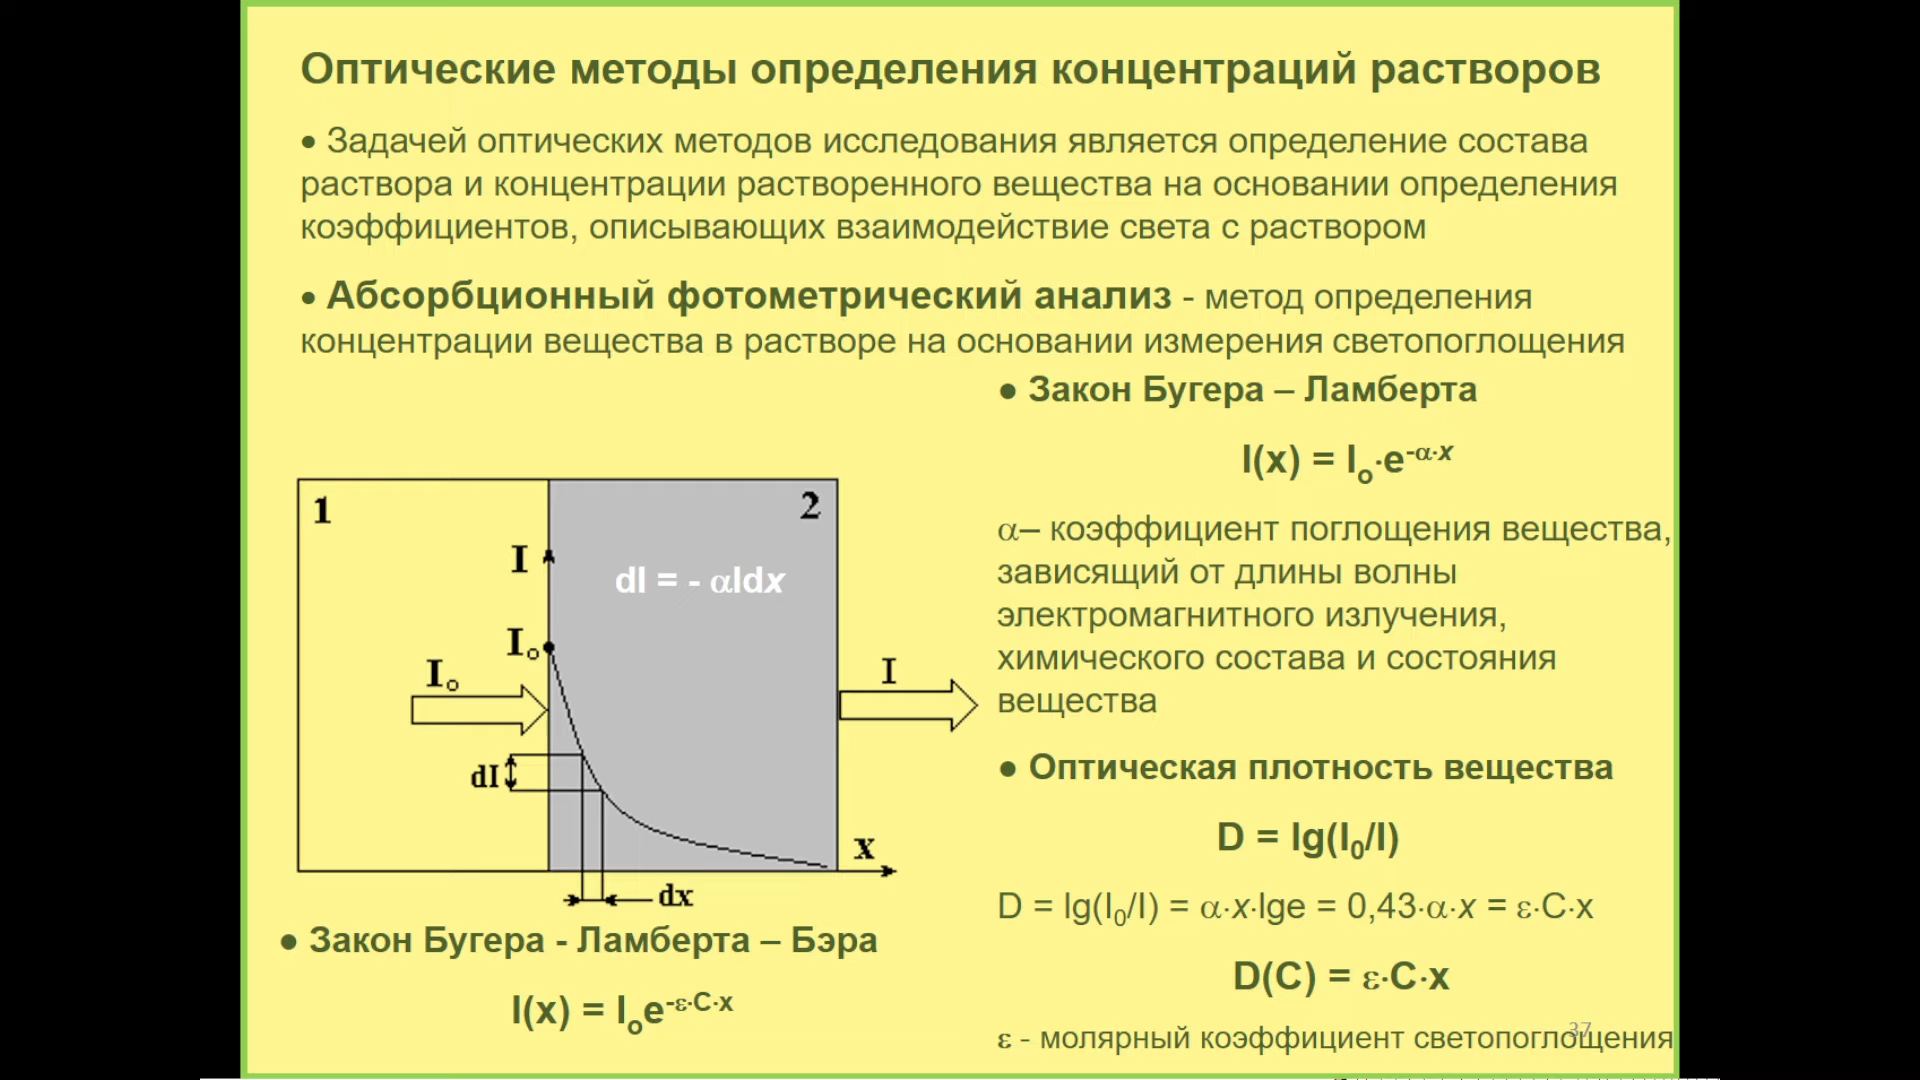 Оптические методы определения концентраций растворов
• Задачей оптических методов исследования является определение состава
раствора и концентрации растворенного вещества на основании определения
коэффициентов, описывающих взаимодействие света с раствором
• Абсорбционный фотометрический анализ - метод определения
концентрации вещества в растворе на основании измерения светопоглощения
1
2
I
dI = - αIdx
I₀
I₀
I
dI
x
dx
● Закон Бугера - Ламберта – Бэра
I(x) = Iₒe^-ε·C·x
● Закон Бугера – Ламберта
I(x) = Iₒ·e^-α·x
α– коэффициент поглощения вещества,
зависящий от длины волны
электромагнитного излучения,
химического состава и состояния
вещества
● Оптическая плотность вещества
D = lg(I₀/I)
D = lg(I₀/I) = α·x·lge = 0,43·α·x = ε·C·x
D(C) = ε·C·x
ε - молярный коэффициент светопоглощения
37